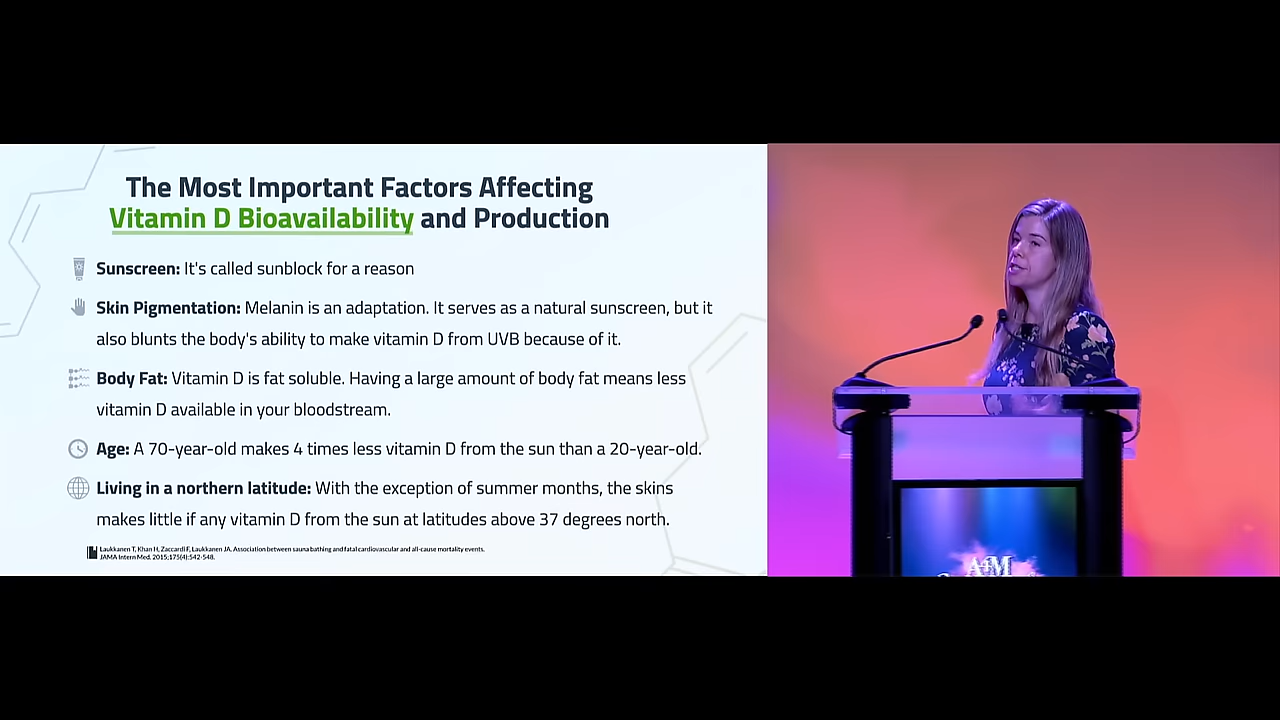 The Most Important Factors Affecting
Vitamin D Bioavailability and Production
Sunscreen: It's called sunblock for a reason
Skin Pigmentation: Melanin is an adaptation. It serves as a natural sunscreen, but it
also blunts the body's ability to make vitamin D from UVB because of it.
Body Fat: Vitamin D is fat soluble. Having a large amount of body fat means less
vitamin D available in your bloodstream.
Age: A 70-year-old makes 4 times less vitamin D from the sun than a 20-year-old.
Living in a northern latitude: With the exception of summer months, the skins
makes little if any vitamin D from the sun at latitudes above 37 degrees north.
Laukkanen T, Khan H, Zaccardi F, Laukkanen JA. Association between sauna bathing and fatal cardiovascular and all-cause mortality events.
JAMA Intern Med. 2015;175(4):542-548.
A4M